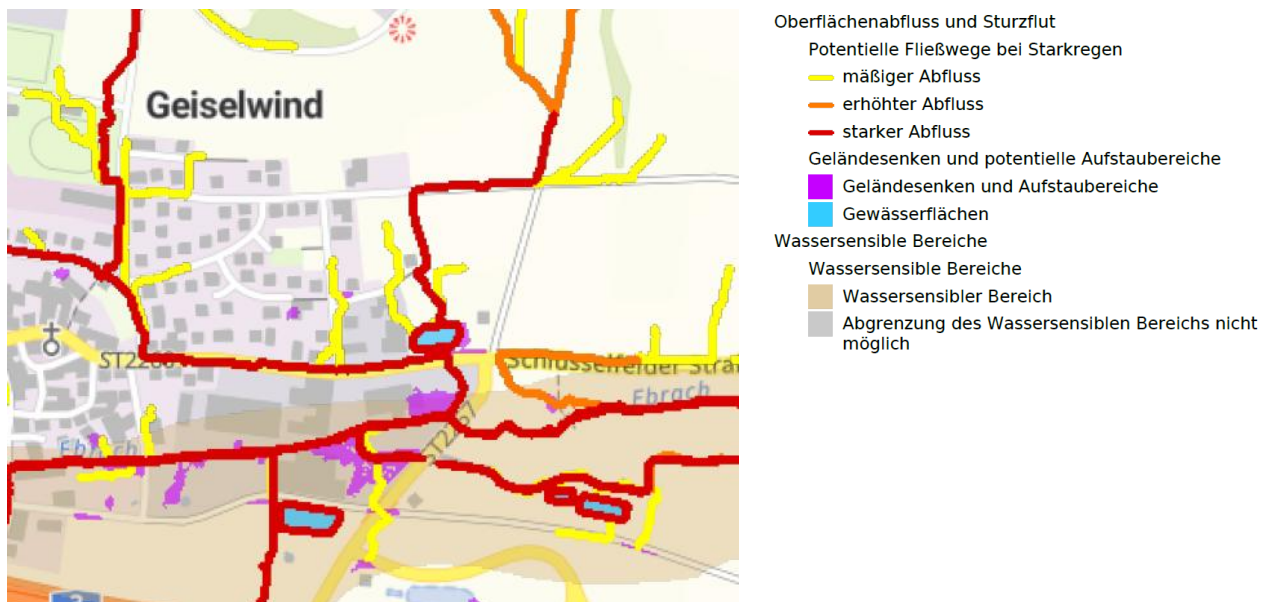 Geiselwind
ST2260
Schlüsselfelder Stra
Ebrach
ST2257
Ebrach
3
Oberflächenabfluss und Sturzflut
Potentielle Fließwege bei Starkregen
mäßiger Abfluss
erhöhter Abfluss
starker Abfluss
Geländesenken und potentielle Aufstaubereiche
Geländesenken und Aufstaubereiche
Gewässerflächen
Wassersensible Bereiche
Wassersensible Bereiche
Wassersensibler Bereich
Abgrenzung des Wassersensiblen Bereichs nicht
möglich